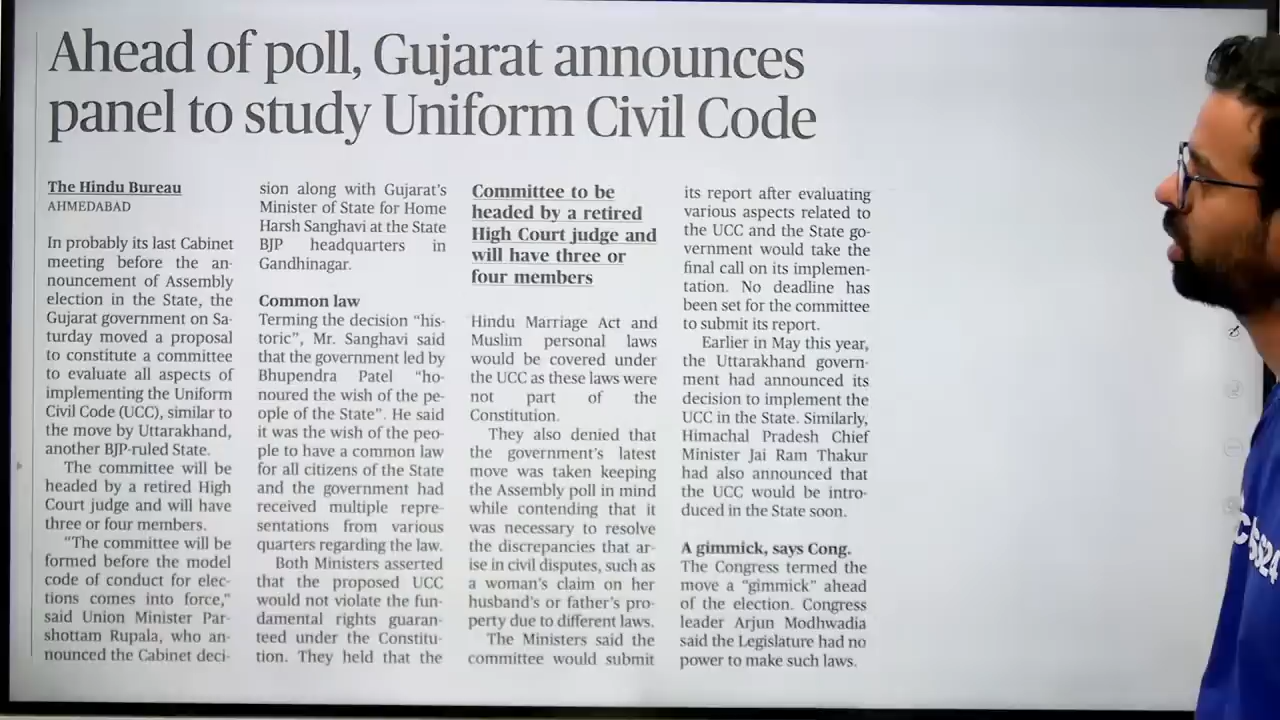 Ahead of poll, Gujarat announces
panel to study Uniform Civil Code
The Hindu Bureau
AHMEDABAD
In probably its last Cabinet
meeting before the an-
nouncement of Assembly
election in the State, the
Gujarat government on Sa-
turday moved a proposal
to constitute a committee
to evaluate all aspects of
implementing the Uniform
Civil Code (UCC), similar to
the move by Uttarakhand,
another BJP-ruled State.
The committee will be
headed by a retired High
Court judge and will have
three or four members.
“The committee will be
formed before the model
code of conduct for elec-
tions comes into force,”
said Union Minister Par-
shottam Rupala, who an-
nounced the Cabinet deci-
sion along with Gujarat’s
Minister of State for Home
Harsh Sanghavi at the State
BJP headquarters in
Gandhinagar.
Common law
Terming the decision “his-
toric”, Mr. Sanghavi said
that the government led by
Bhupendra Patel “ho-
noured the wish of the pe-
ople of the State”. He said
it was the wish of the peo-
ple to have a common law
for all citizens of the State
and the government had
received multiple repre-
sentations from various
quarters regarding the law.
Both Ministers asserted
that the proposed UCC
would not violate the fun-
damental rights guaran-
teed under the Constitu-
tion. They held that the
Committee to be
headed by a retired
High Court judge and
will have three or
four members
Hindu Marriage Act and
Muslim personal laws
would be covered under
the UCC as these laws were
not part of the
Constitution.
They also denied that
the government’s latest
move was taken keeping
the Assembly poll in mind
while contending that it
was necessary to resolve
the discrepancies that ar-
ise in civil disputes, such as
a woman’s claim on her
husband’s or father’s pro-
perty due to different laws.
The Ministers said the
committee would submit
its report after evaluating
various aspects related to
the UCC and the State go-
vernment would take the
final call on its implemen-
tation. No deadline has
been set for the committee
to submit its report.
Earlier in May this year,
the Uttarakhand govern-
ment had announced its
decision to implement the
UCC in the State. Similarly,
Himachal Pradesh Chief
Minister Jai Ram Thakur
had also announced that
the UCC would be intro-
duced in the State soon.
A gimmick, says Cong.
The Congress termed the
move a “gimmick” ahead
of the election. Congress
leader Arjun Modhwadia
said the Legislature had no
power to make such laws.